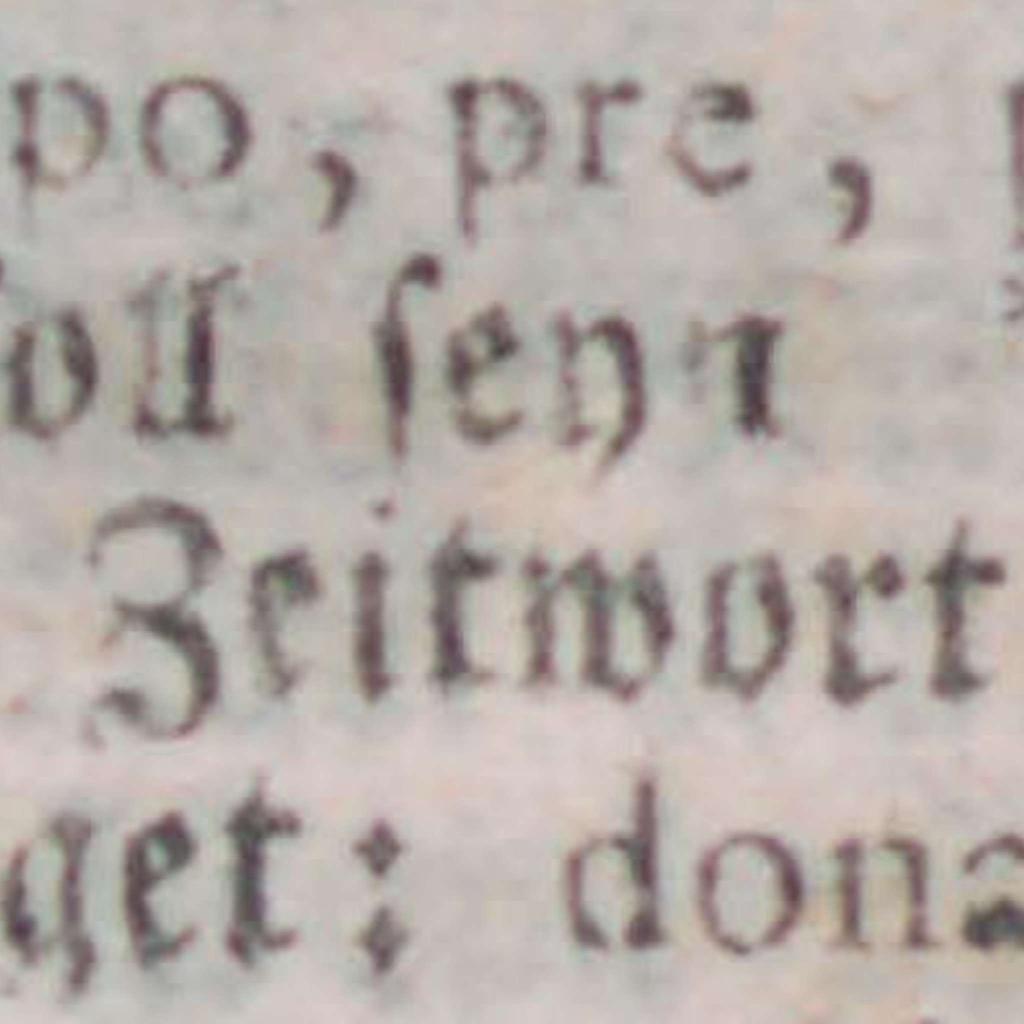 po, pre, p
oll ſeyn
Zeitwort
get; dona